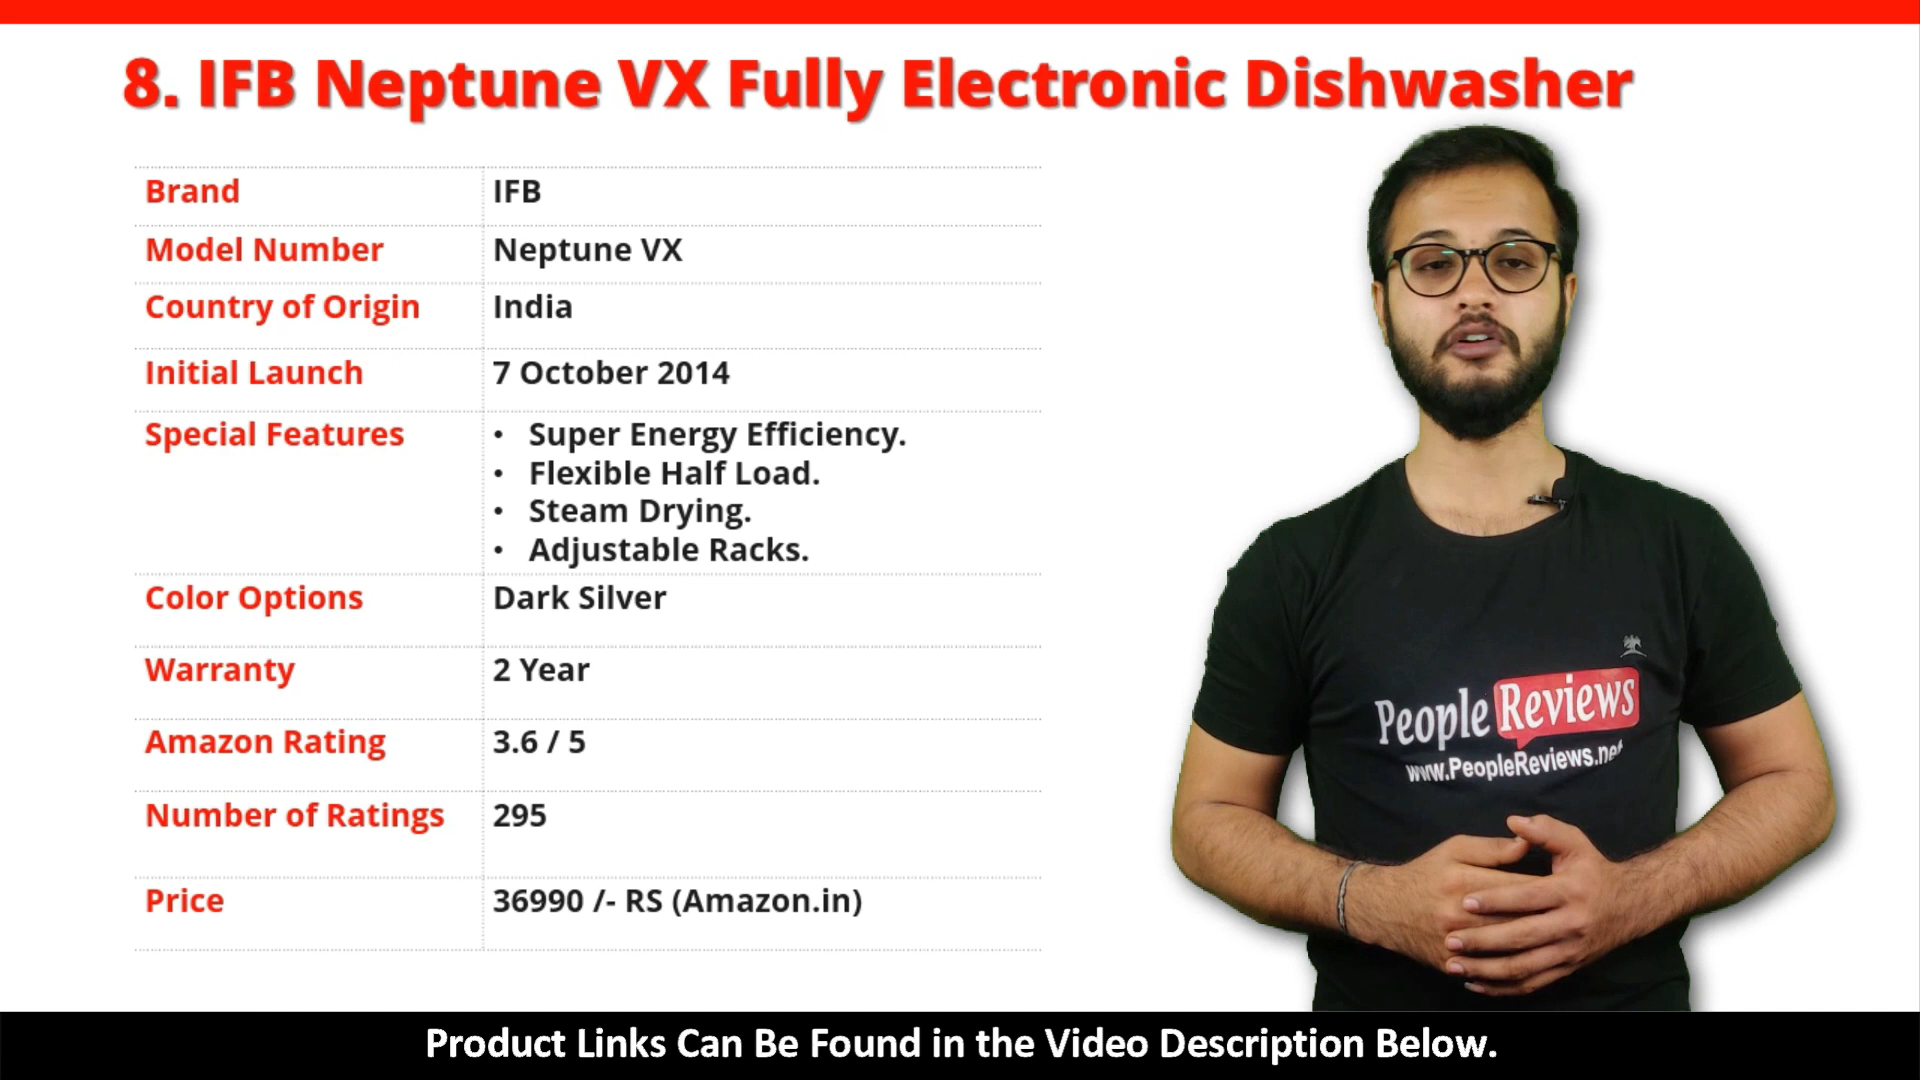 8. IFB Neptune VX Fully Electronic Dishwasher
Brand IFB
Model Number Neptune VX
Country of Origin India
Initial Launch 7 October 2014
Special Features • Super Energy Efficiency.
• Flexible Half Load.
• Steam Drying.
• Adjustable Racks.
Color Options Dark Silver
Warranty 2 Year
Amazon Rating 3.6 / 5
Number of Ratings 295
Price 36990 /- RS (Amazon.in)
People Reviews
www.PeopleReviews.net
Product Links Can Be Found in the Video Description Below.